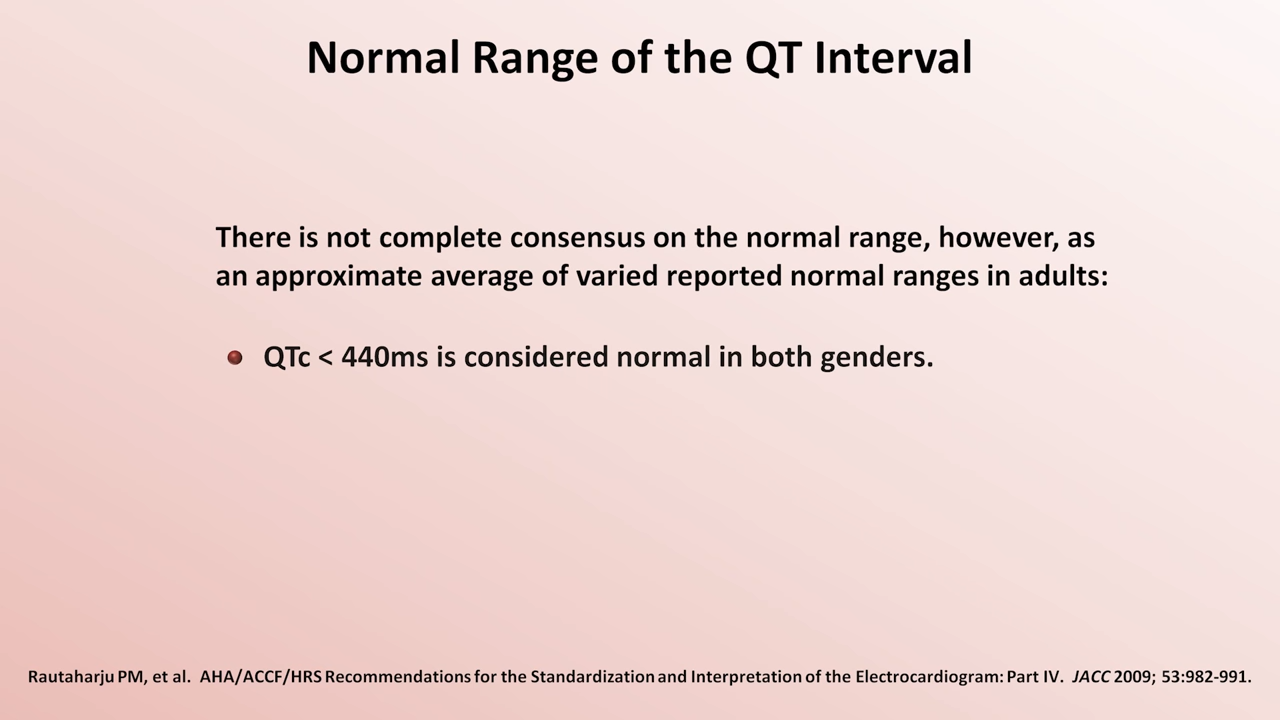 Normal Range of the QT Interval
There is not complete consensus on the normal range, however, as
an approximate average of varied reported normal ranges in adults:
QTc < 440ms is considered normal in both genders.
Rautaharju PM, et al. AHA/ACCF/HRS Recommendations for the Standardization and Interpretation of the Electrocardiogram: Part IV. JACC 2009; 53:982-991.